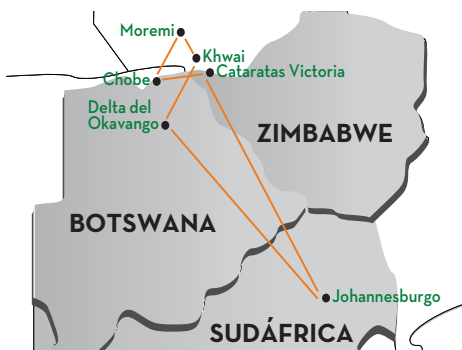 Moremi
Khwai
Cataratas Victoria
Chobe
Delta del
Okavango
ZIMBABWE
BOTSWANA
Johannesburgo
SUDÁFRICA